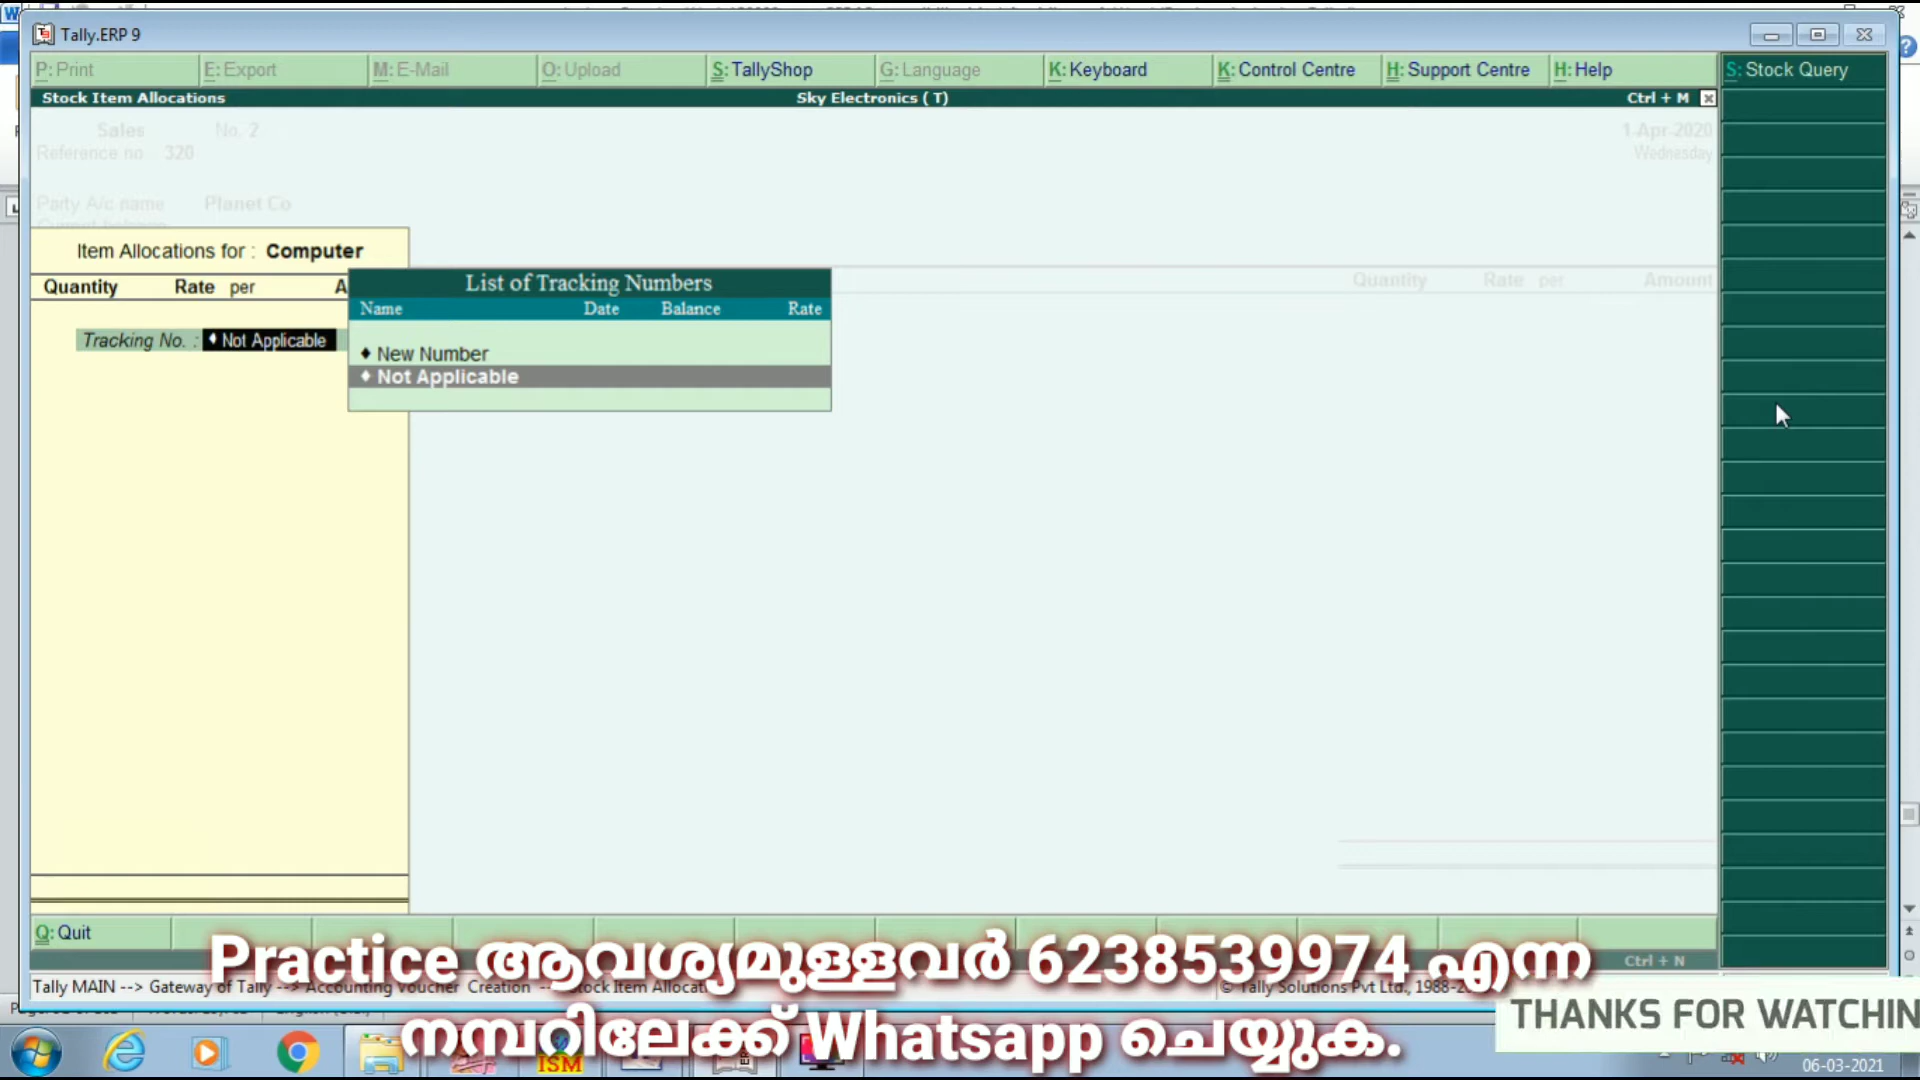 Tally.ERP 9
P: Print E: Export M: E-Mail O: Upload S: TallyShop G: Language K: Keyboard K: Control Centre H: Support Centre H: Help S: Stock Query
Stock Item Allocations Sky Electronics ( T) Ctrl + M
Sales No. 2 1-Apr-2020
Reference no. 320 Wednesday
Party A/c name Planet Co
Current balance
Item Allocations for : Computer
Quantity Rate per A
Quantity Rate per Amount
List of Tracking Numbers
Name Date Balance Rate
Tracking No. : ♦ Not Applicable
♦ New Number
♦ Not Applicable
Q: Quit
Practice ആവശ്യമുള്ളവർ 6238539974 എന്ന
Ctrl + N
Tally MAIN --> Gateway of Tally --> Accounting Voucher Creation Stock Item Allocati © Tally Solutions Pvt Ltd., 1988-2
THANKS FOR WATCHIN
നമ്പറിലേക്ക് Whatsapp ചെയ്യുക.
ISM
06-03-2021